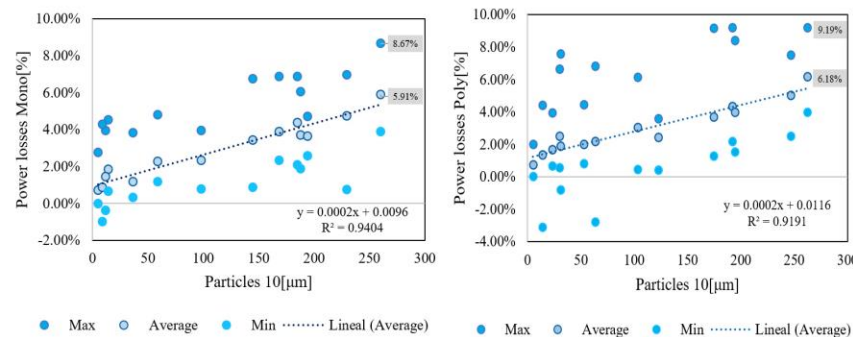 10.00%
8.00%
6.00%
4.00%
2.00%
0.00%
-2.00%
Power losses Mono[%]
8.67%
5.91%
y = 0.0002x + 0.0096
R² = 0.9404
0 50 100 150 200 250 300
Particles 10[µm]
Max Average Min Lineal (Average)
10.00%
8.00%
6.00%
4.00%
2.00%
0.00%
-2.00%
-4.00%
Power losses Poly[%]
9.19%
6.18%
y = 0.0002x + 0.0116
R² = 0.9191
0 50 100 150 200 250 300
Particles 10[µm]
Max Average Min Lineal (Average)